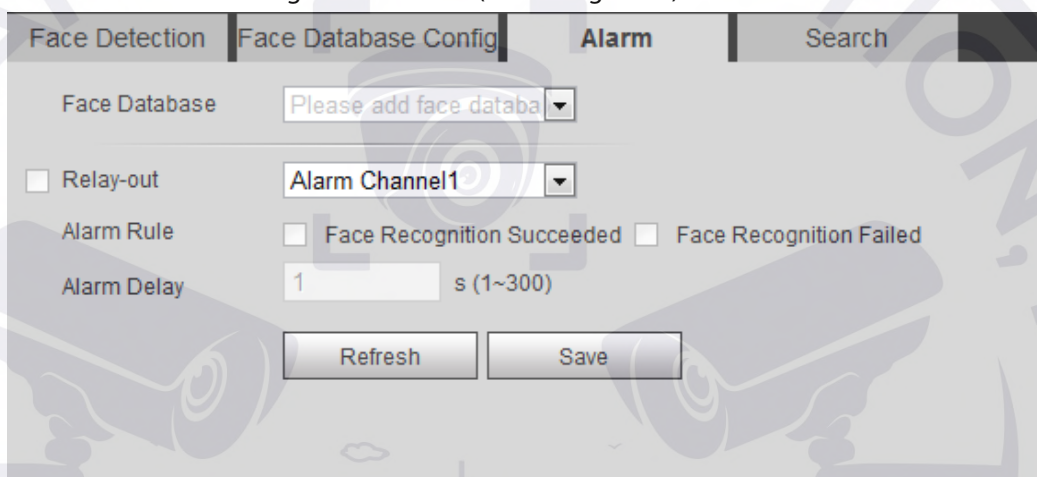 Face Detection Face Database Config Alarm Search
Face Database Please add face databa
Relay-out Alarm Channel1
Alarm Rule Face Recognition Succeeded Face Recognition Failed
Alarm Delay 1 s (1~300)
Refresh Save